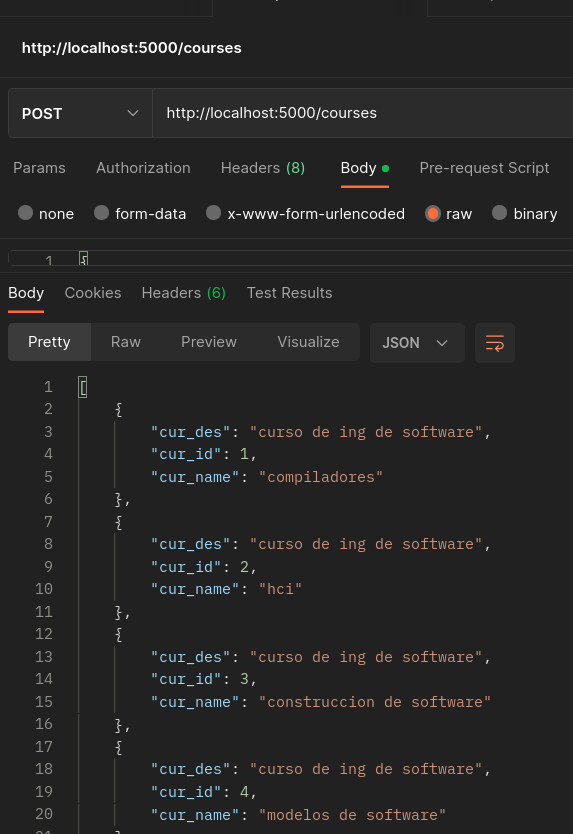 http://localhost:5000/courses
POST http://localhost:5000/courses
Params Authorization Headers (8) Body Pre-request Script
none form-data x-www-form-urlencoded raw binary
1 {
Body Cookies Headers (6) Test Results
Pretty Raw Preview Visualize JSON
1 [
2 {
3 "cur_des": "curso de ing de software",
4 "cur_id": 1,
5 "cur_name": "compiladores"
6 },
7 {
8 "cur_des": "curso de ing de software",
9 "cur_id": 2,
10 "cur_name": "hci"
11 },
12 {
13 "cur_des": "curso de ing de software",
14 "cur_id": 3,
15 "cur_name": "construccion de software"
16 },
17 {
18 "cur_des": "curso de ing de software",
19 "cur_id": 4,
20 "cur_name": "modelos de software"